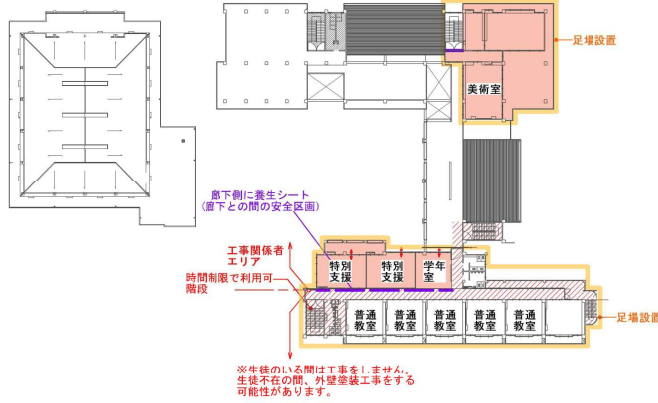 足場設置
美術室
廊下側に養生シート
(廊下との間の安全区画)
工事関係者
エリア
特別
支援
特別
支援
学年
室
時間制限で利用可
階段
普通
教室
普通
教室
普通
教室
普通
教室
普通
教室
足場設置
※生徒のいる間は工事をしません。
生徒不在の間、外壁塗装工事をする
可能性があります。